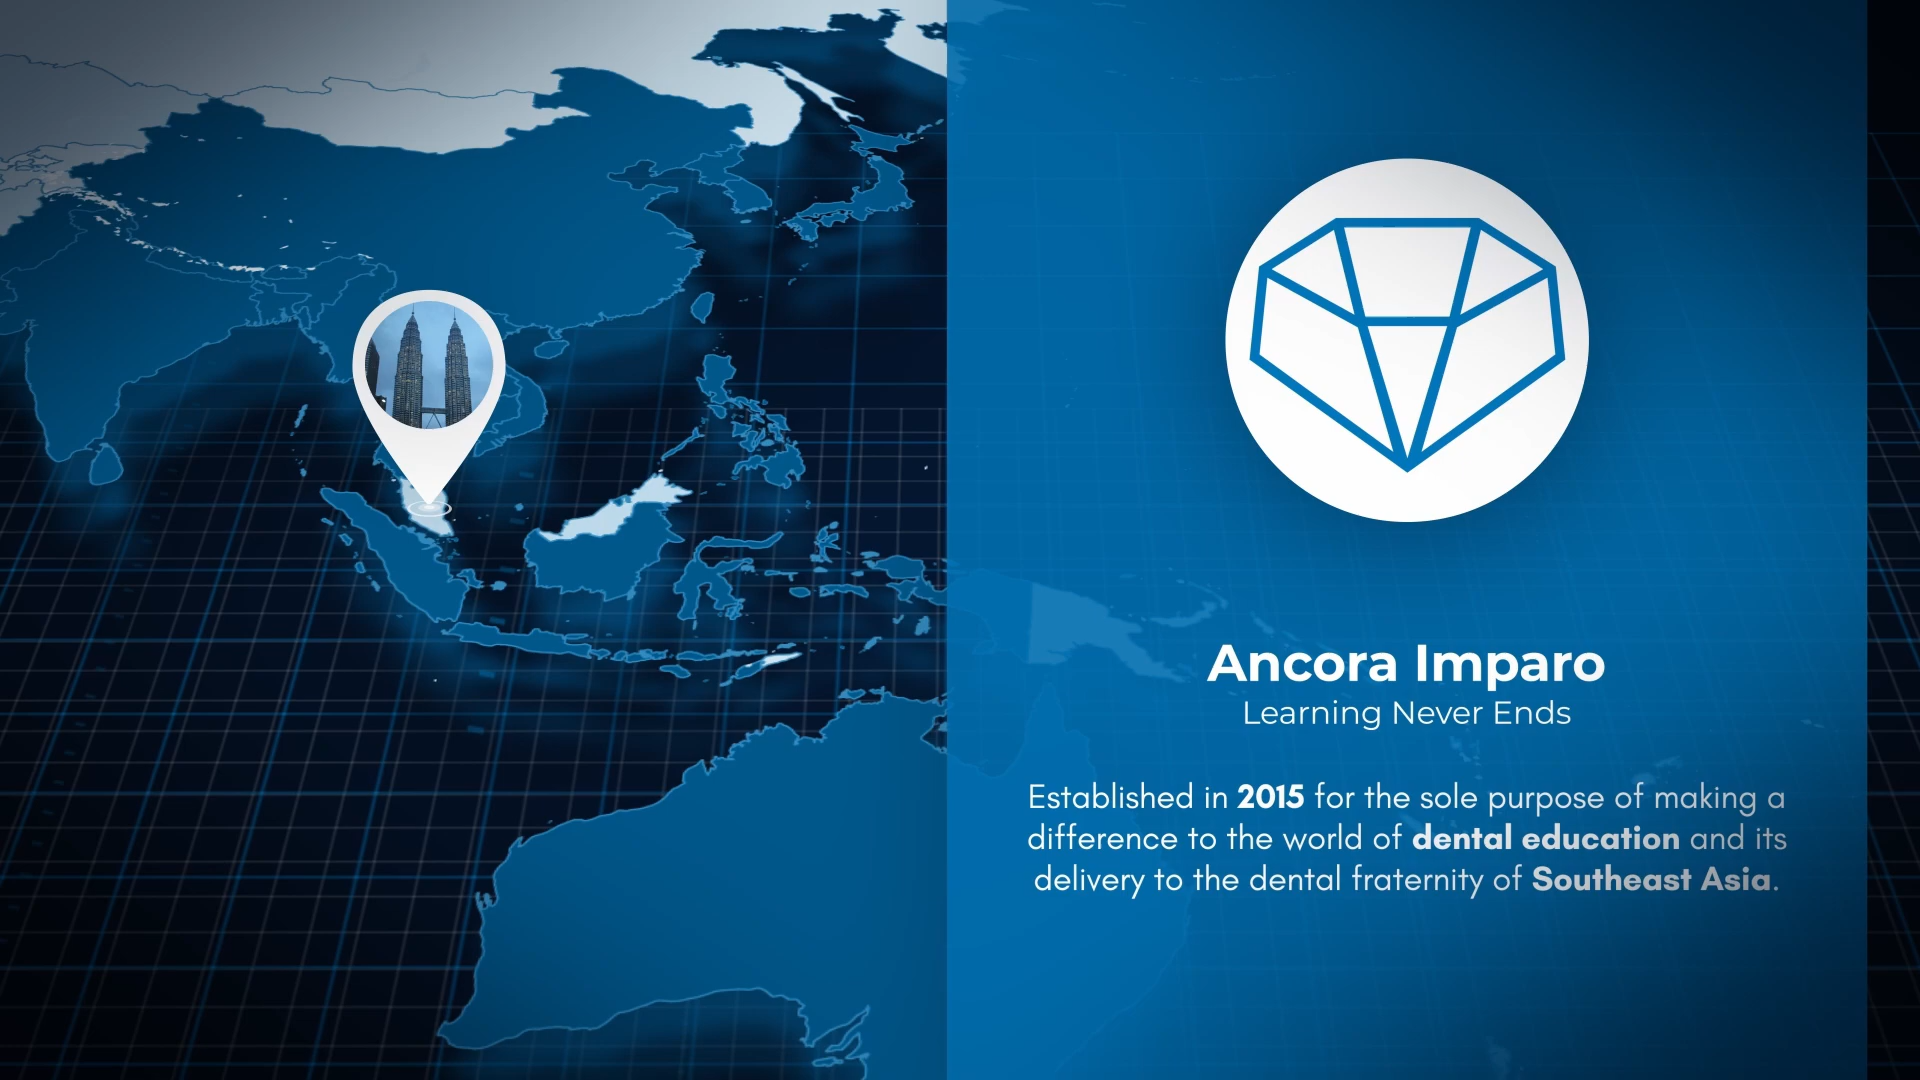 Ancora Imparo
Learning Never Ends
Established in 2015 for the sole purpose of making a
difference to the world of dental education and its
delivery to the dental fraternity of Southeast Asia.